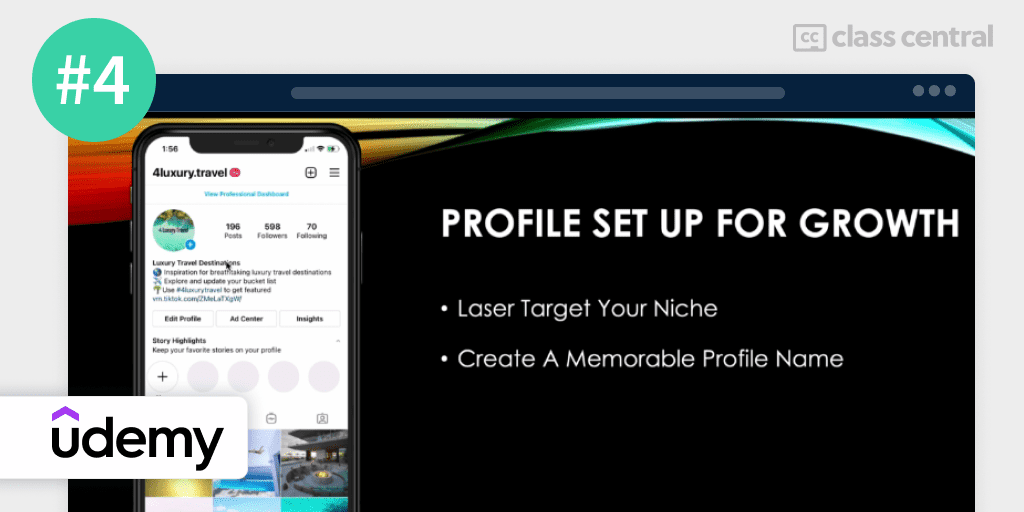 #4
cc class central
1:56
4luxury.travel
View Professional Dashboard
196 598 70
Posts Followers Following
Luxury Travel Destinations
Inspiration for breathtaking luxury travel destinations
Explore and update your bucket list
Use #4luxurytravel to get featured
vm.tiktok.com/ZMeLaTXgW/
Edit Profile Ad Center Insights
Story Highlights
Keep your favorite stories on your profile
PROFILE SET UP FOR GROWTH
• Laser Target Your Niche
• Create A Memorable Profile Name
udemy